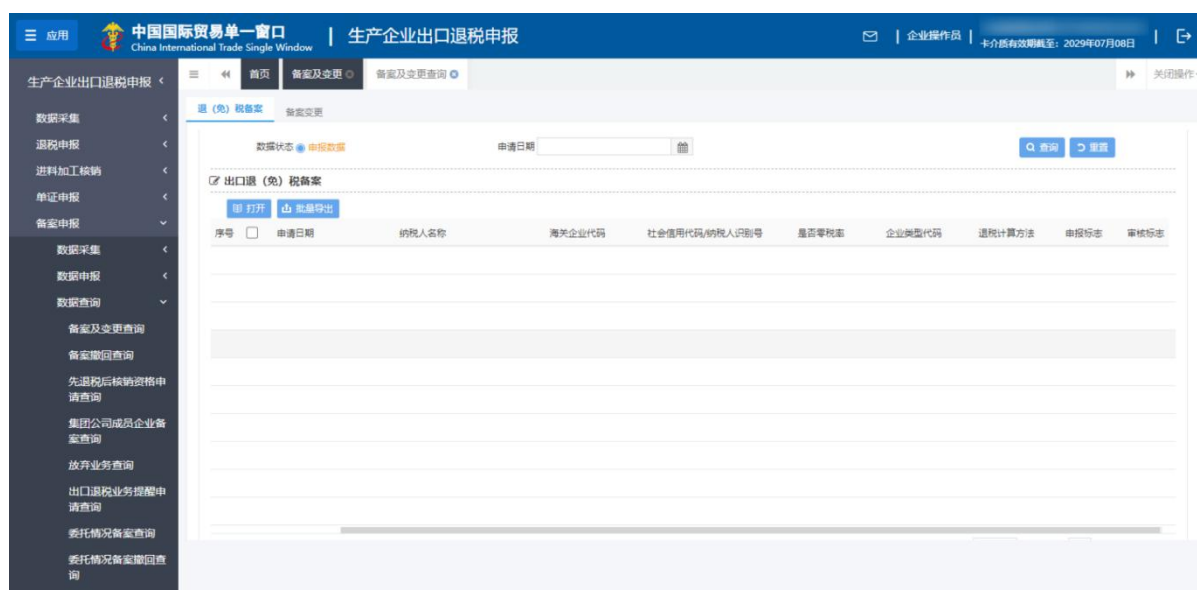 应用
中国国际贸易单一窗口
China International Trade Single Window
生产企业出口退税申报
企业操作员
卡介质有效期截至：2029年07月08日
生产企业出口退税申报
首页
备案及变更
备案及变更查询
关闭操作
数据采集
退税申报
进料加工核销
单证申报
备案申报
数据采集
数据申报
数据查询
备案及变更查询
备案撤回查询
先退税后核销资格申
请查询
集团公司成员企业备
案查询
放弃业务查询
出口退税业务提醒申
请查询
委托情况备案查询
委托情况备案撤回查
询
退（免）税备案
备案变更
数据状态 申报数据
申请日期
查询
重置
出口退（免）税备案
打开
批量导出
序号 申请日期 纳税人名称 海关企业代码 社会信用代码/纳税人识别号 是否零税率 企业类型代码 退税计算方法 申报标志 审核标志